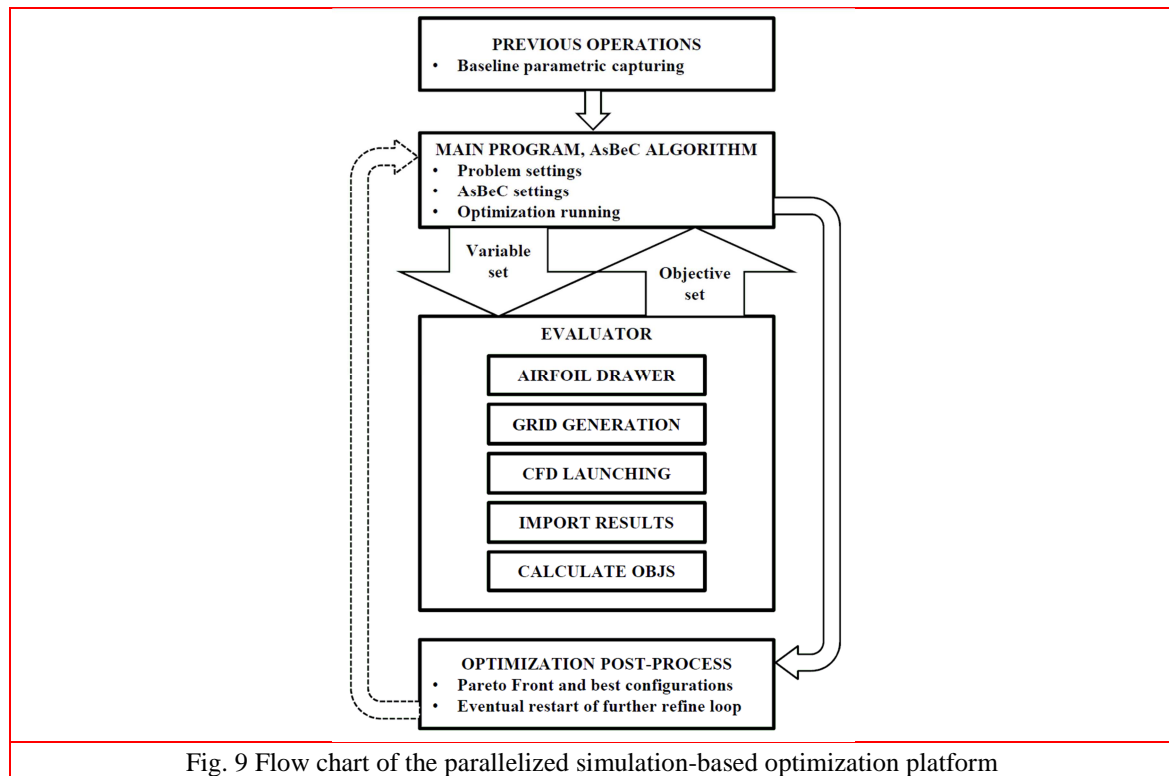 PREVIOUS OPERATIONS
• Baseline parametric capturing
MAIN PROGRAM, AsBeC ALGORITHM
• Problem settings
• AsBeC settings
• Optimization running
Variable
set
Objective
set
EVALUATOR
AIRFOIL DRAWER
GRID GENERATION
CFD LAUNCHING
IMPORT RESULTS
CALCULATE OBJS
OPTIMIZATION POST-PROCESS
• Pareto Front and best configurations
• Eventual restart of further refine loop
Fig. 9 Flow chart of the parallelized simulation-based optimization platform